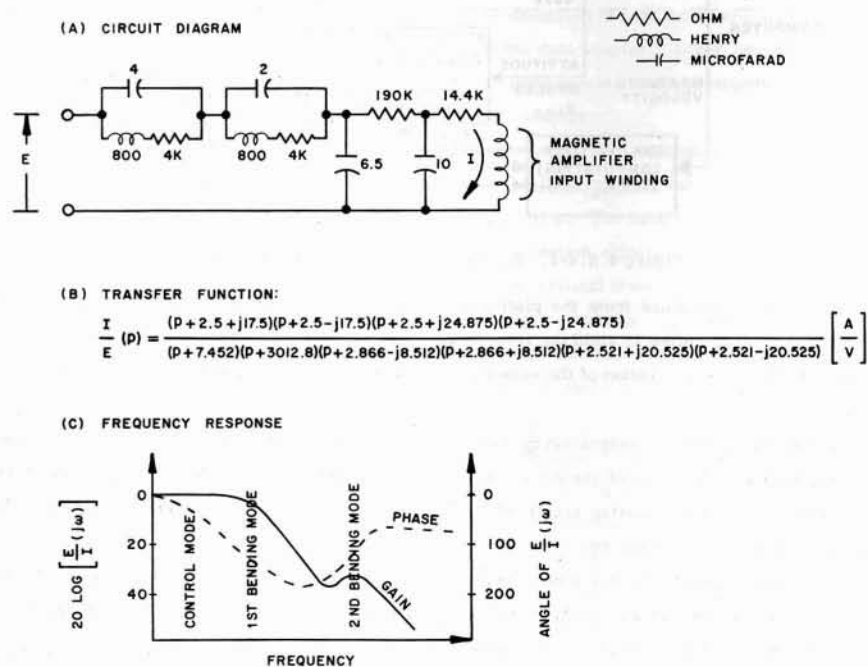 (A) CIRCUIT DIAGRAM
OHM
HENRY
MICROFARAD
4
2
190K
14.4K
E
800
4K
800
4K
6.5
10
I
MAGNETIC
AMPLIFIER
INPUT WINDING
(B) TRANSFER FUNCTION:
I/E (p) = (p+2.5+j17.5)(p+2.5-j17.5)(p+2.5+j24.875)(p+2.5-j24.875) / (p+7.452)(p+3012.8)(p+2.866-j8.512)(p+2.866+j8.512)(p+2.521+j20.525)(p+2.521-j20.525) [A/V]
(C) FREQUENCY RESPONSE
20 LOG [E/I (jω)]
0
20
40
CONTROL MODE
1ST BENDING MODE
2ND BENDING MODE
PHASE
GAIN
0
100
200
ANGLE OF E/I (jω)
FREQUENCY